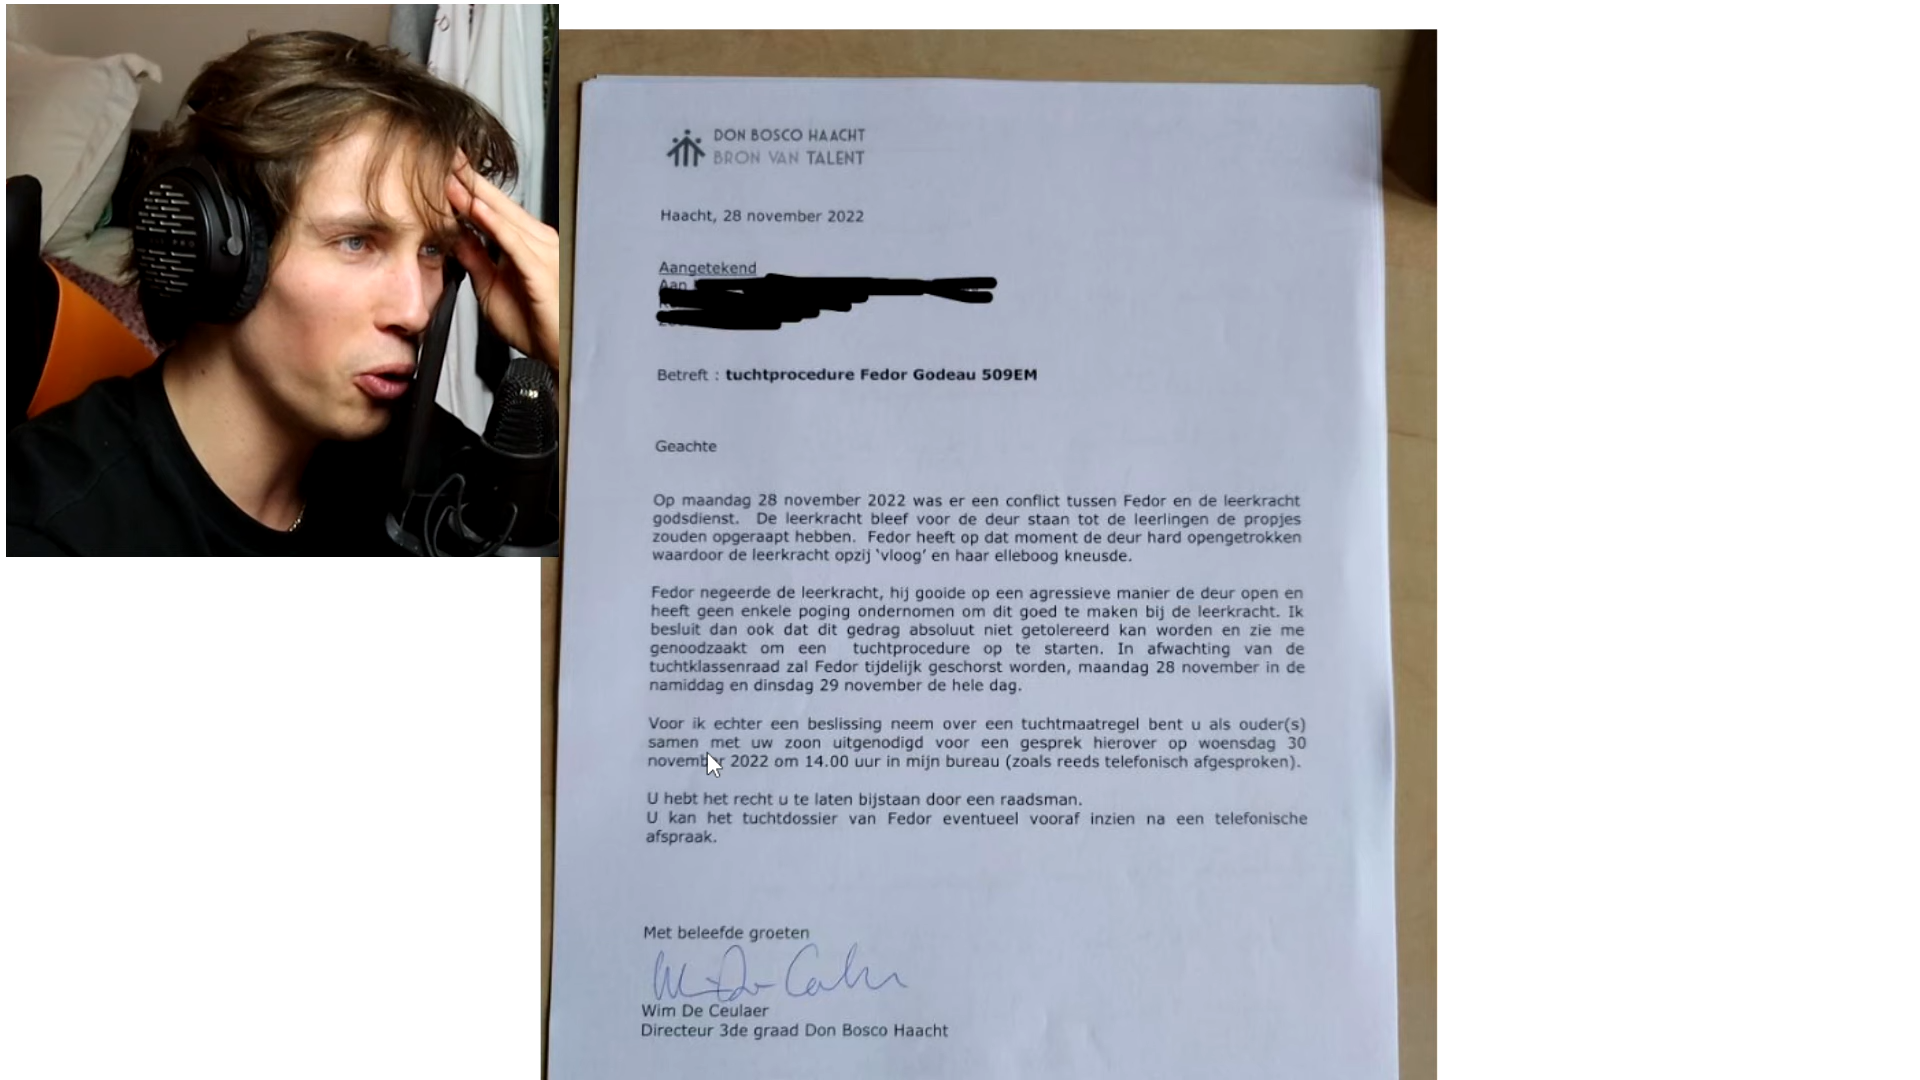 DON BOSCO HAACHT
BRON VAN TALENT
Haacht, 28 november 2022
Aangetekend
Aan
Betreft : tuchtprocedure Fedor Godeau 509EM
Geachte
Op maandag 28 november 2022 was er een conflict tussen Fedor en de leerkracht
godsdienst. De leerkracht bleef voor de deur staan tot de leerlingen de propjes
zouden opgeraapt hebben. Fedor heeft op dat moment de deur hard opengetrokken
waardoor de leerkracht opzij ‘vloog’ en haar elleboog kneusde.
Fedor negeerde de leerkracht, hij gooide op een agressieve manier de deur open en
heeft geen enkele poging ondernomen om dit goed te maken bij de leerkracht. Ik
besluit dan ook dat dit gedrag absoluut niet getolereerd kan worden en zie me
genoodzaakt om een tuchtprocedure op te starten. In afwachting van de
tuchtklassenraad zal Fedor tijdelijk geschorst worden, maandag 28 november in de
namiddag en dinsdag 29 november de hele dag.
Voor ik echter een beslissing neem over een tuchtmaatregel bent u als ouder(s)
samen met uw zoon uitgenodigd voor een gesprek hierover op woensdag 30
november 2022 om 14.00 uur in mijn bureau (zoals reeds telefonisch afgesproken).
U hebt het recht u te laten bijstaan door een raadsman.
U kan het tuchtdossier van Fedor eventueel vooraf inzien na een telefonische
afspraak.
Met beleefde groeten
Wim De Ceulaer
Directeur 3de graad Don Bosco Haacht